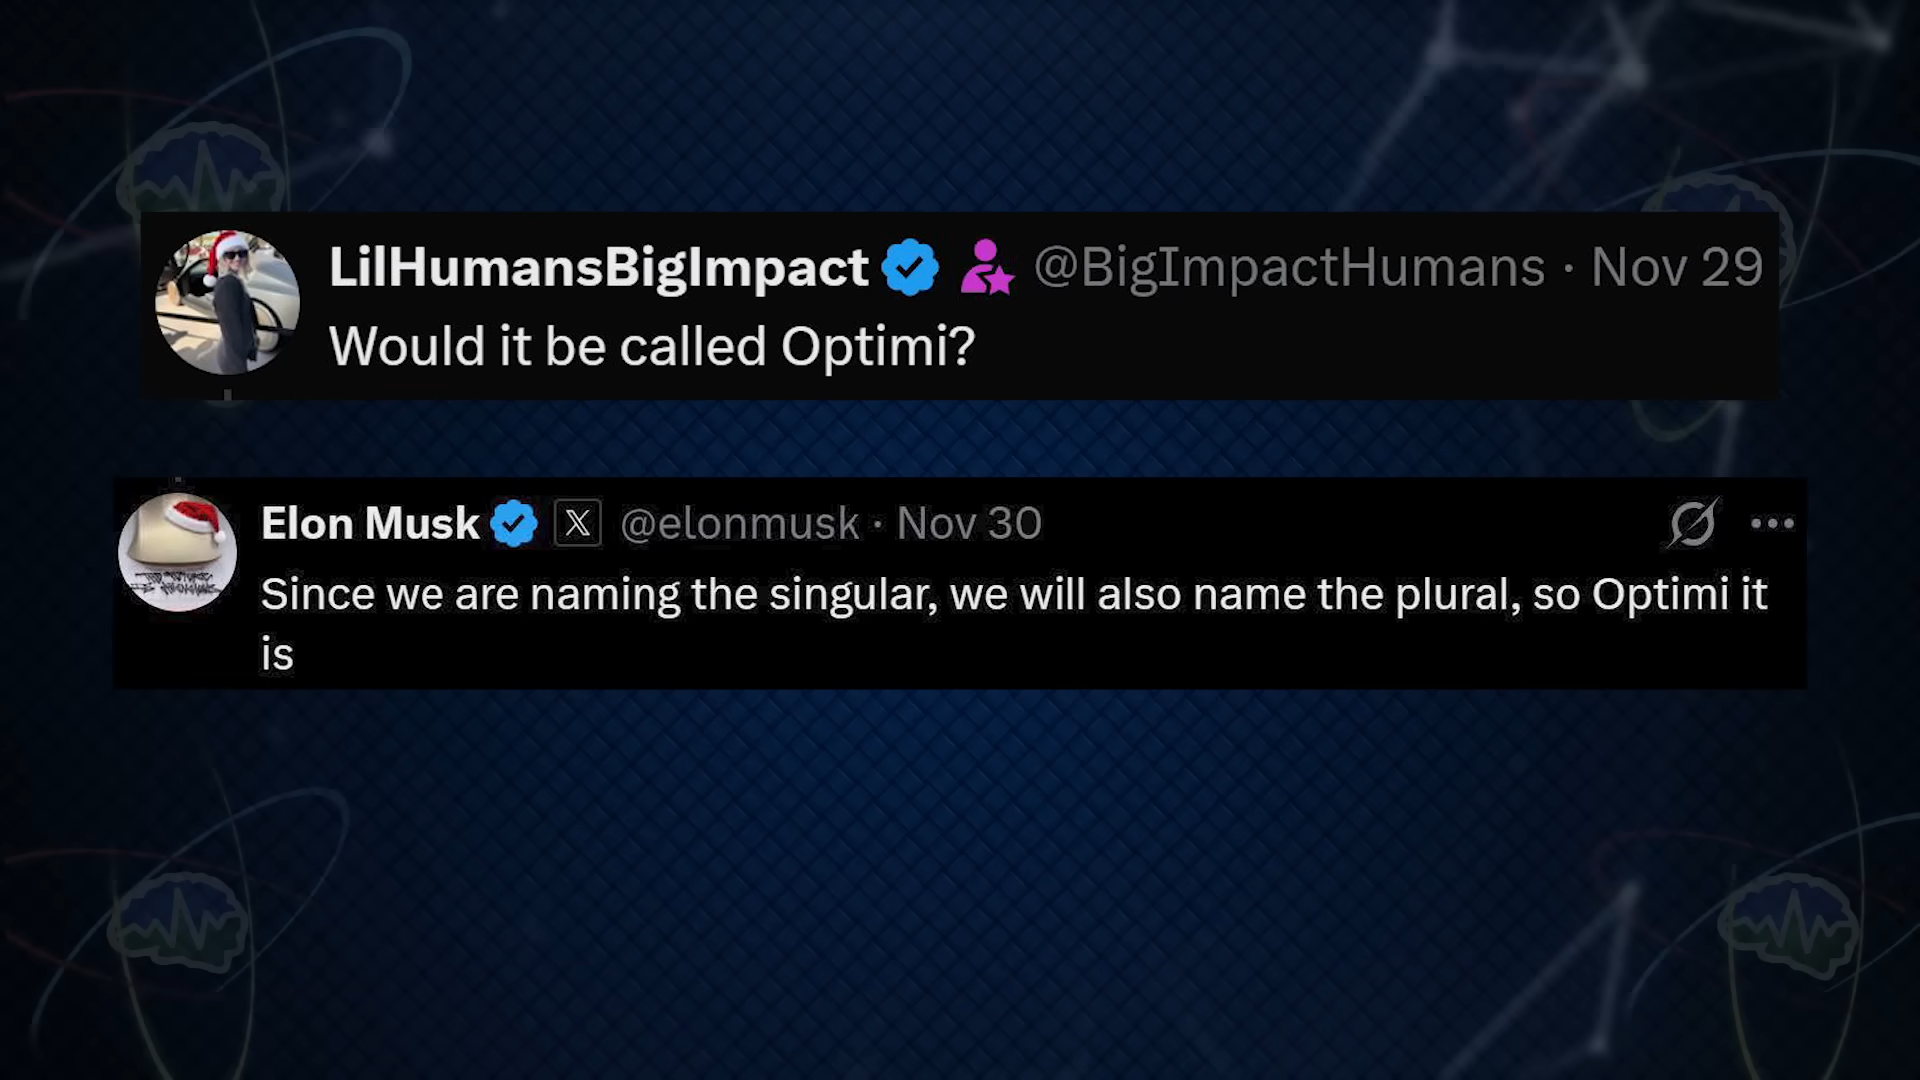 LilHumansBigImpact @BigImpactHumans · Nov 29
Would it be called Optimi?
Elon Musk X @elonmusk · Nov 30
Since we are naming the singular, we will also name the plural, so Optimi it
is